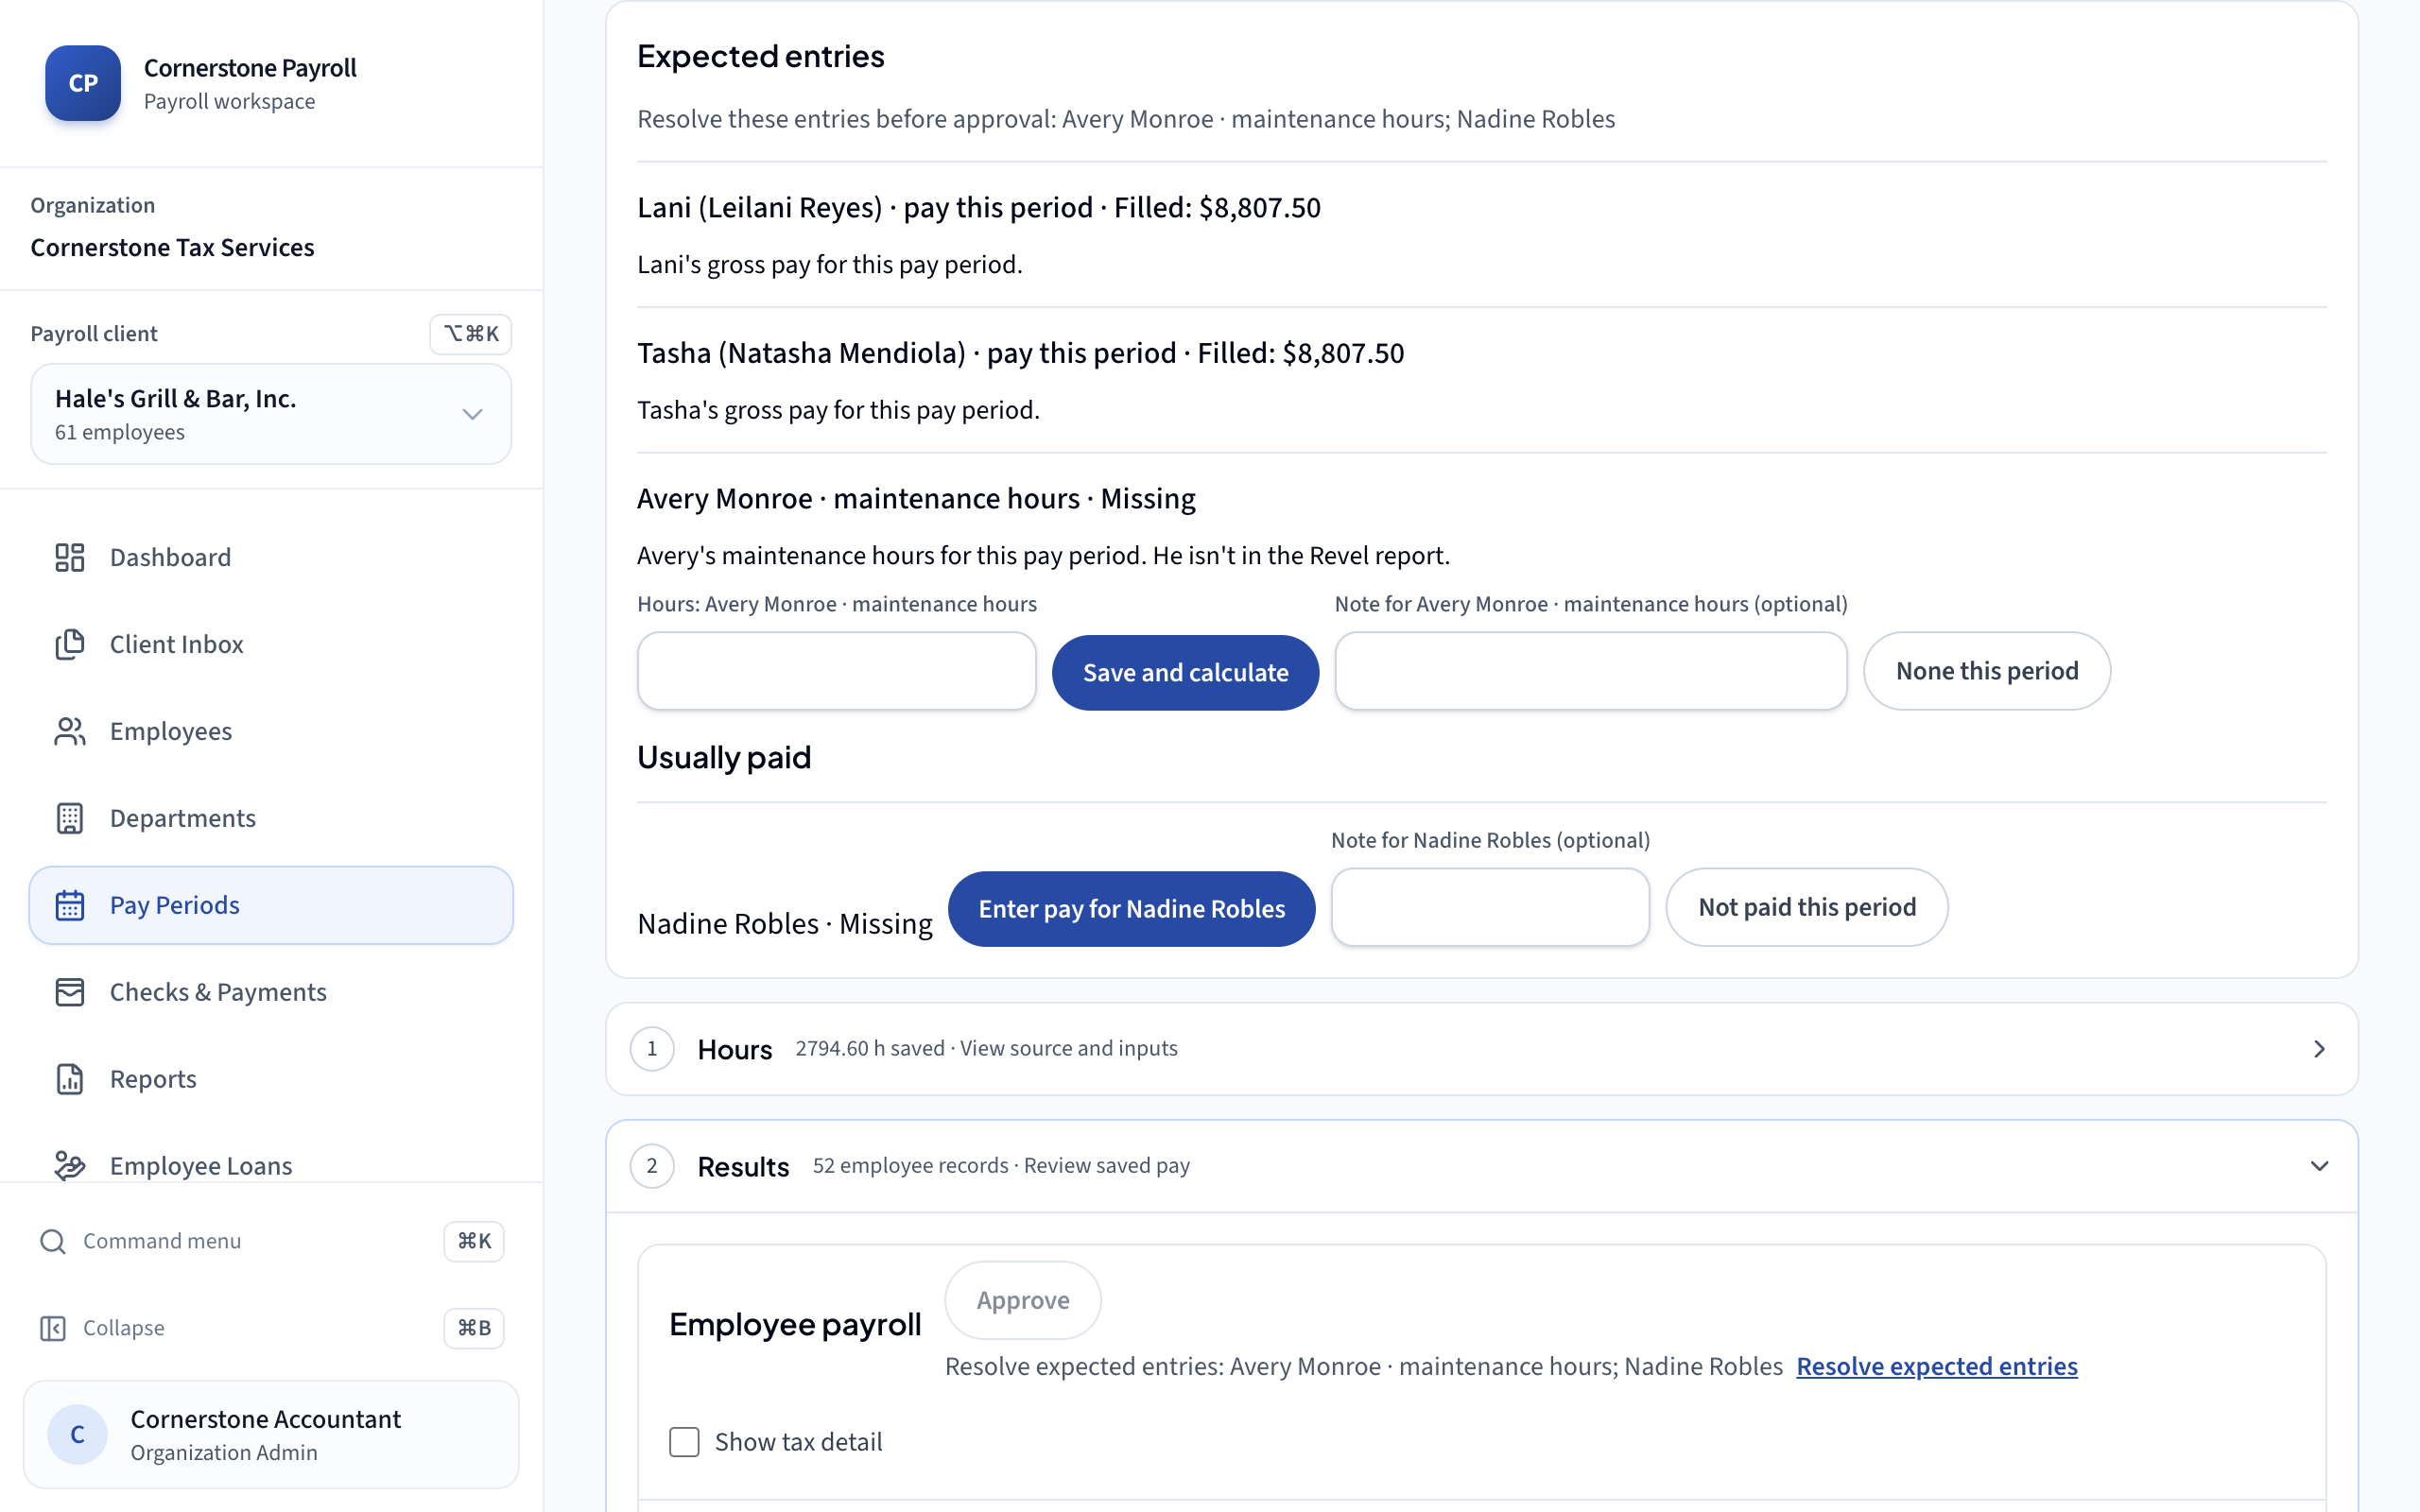 CP
Cornerstone Payroll
Payroll workspace
Organization
Cornerstone Tax Services
Payroll client
⌥⌘K
Hale's Grill & Bar, Inc.
61 employees
Dashboard
Client Inbox
Employees
Departments
Pay Periods
Checks & Payments
Reports
Employee Loans
Command menu
⌘K
Collapse
⌘B
C
Cornerstone Accountant
Organization Admin
Expected entries
Resolve these entries before approval: Avery Monroe · maintenance hours; Nadine Robles
Lani (Leilani Reyes) · pay this period · Filled: $8,807.50
Lani's gross pay for this pay period.
Tasha (Natasha Mendiola) · pay this period · Filled: $8,807.50
Tasha's gross pay for this pay period.
Avery Monroe · maintenance hours · Missing
Avery's maintenance hours for this pay period. He isn't in the Revel report.
Hours: Avery Monroe · maintenance hours
Save and calculate
Note for Avery Monroe · maintenance hours (optional)
None this period
Usually paid
Nadine Robles · Missing
Enter pay for Nadine Robles
Note for Nadine Robles (optional)
Not paid this period
1
Hours
2794.60 h saved · View source and inputs
2
Results
52 employee records · Review saved pay
Employee payroll
Approve
Resolve expected entries: Avery Monroe · maintenance hours; Nadine Robles Resolve expected entries
Show tax detail